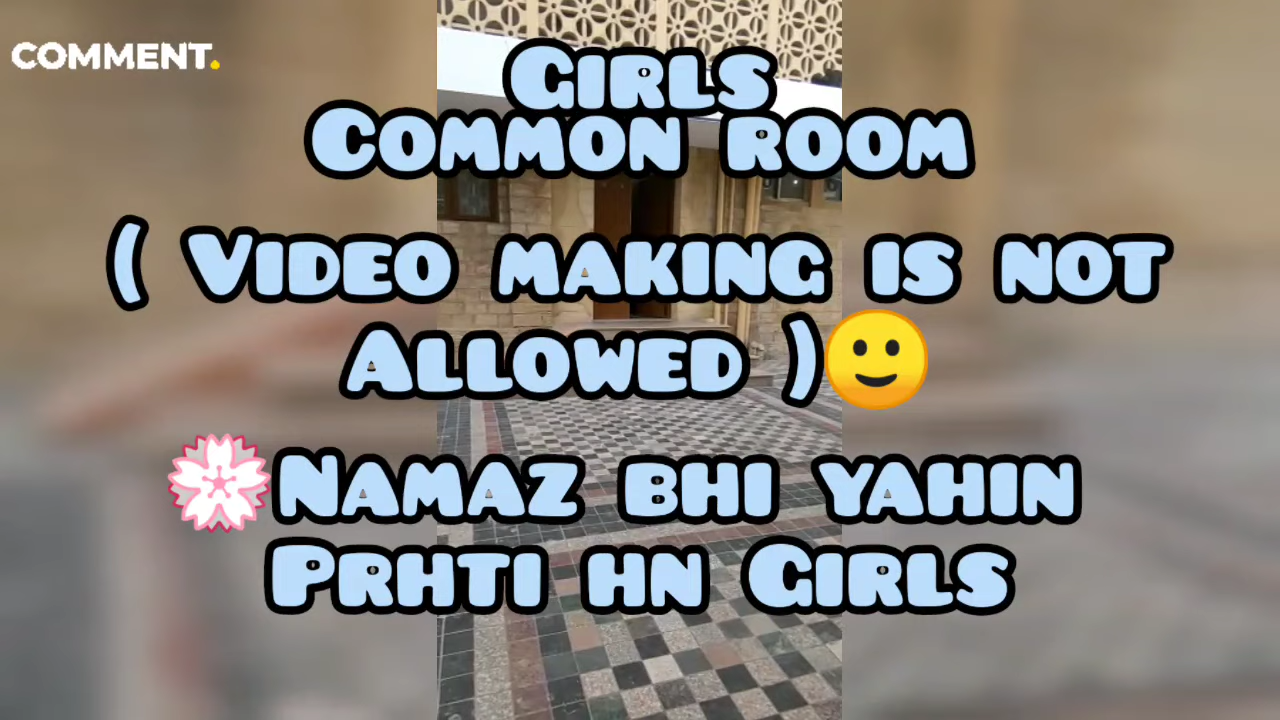 COMMENT.
GIRLS
COMMON ROOM
( VIDEO MAKING IS NOT
ALLOWED )🙂
💮NAMAZ BHI YAHIN
PRHTI HN GIRLS